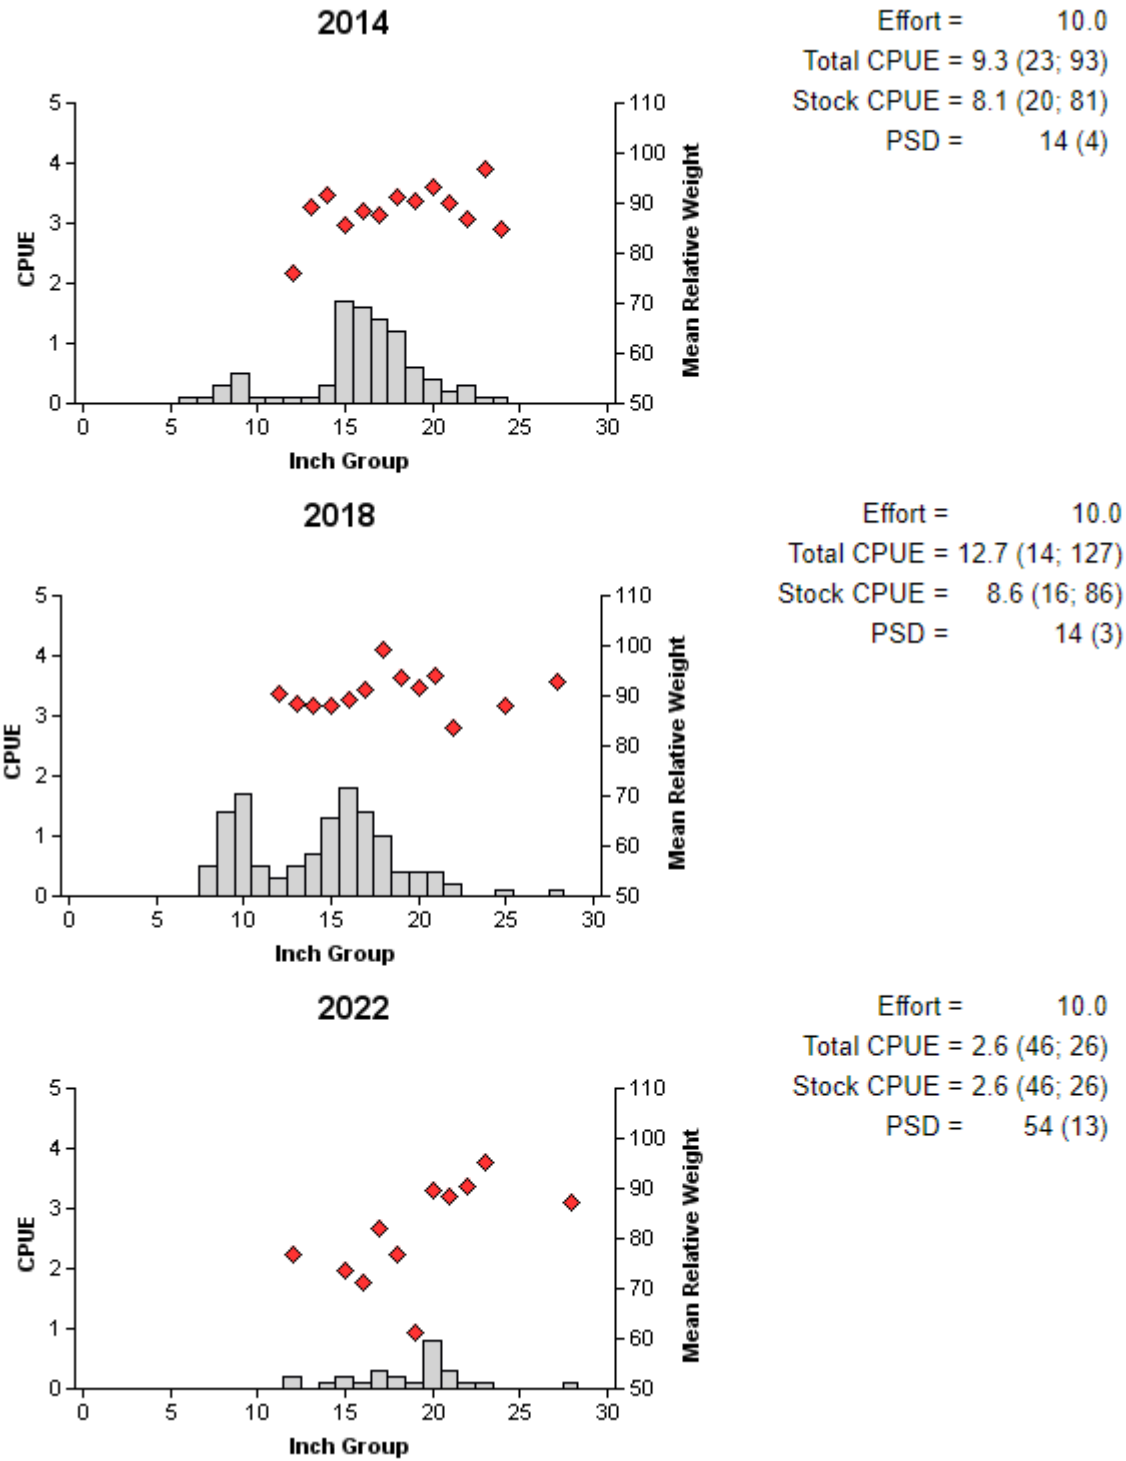 2014
Effort = 10.0
Total CPUE = 9.3 (23; 93)
Stock CPUE = 8.1 (20; 81)
PSD = 14 (4)
5 110
4 100
3 90
80
2 70
1 60
0 50
CPUE
Mean Relative Weight
0 5 10 15 20 25 30
Inch Group
2018
Effort = 10.0
Total CPUE = 12.7 (14; 127)
Stock CPUE = 8.6 (16; 86)
PSD = 14 (3)
5 110
4 100
3 90
80
2 70
1 60
0 50
CPUE
Mean Relative Weight
0 5 10 15 20 25 30
Inch Group
2022
Effort = 10.0
Total CPUE = 2.6 (46; 26)
Stock CPUE = 2.6 (46; 26)
PSD = 54 (13)
5 110
4 100
3 90
80
2 70
1 60
0 50
CPUE
Mean Relative Weight
0 5 10 15 20 25 30
Inch Group